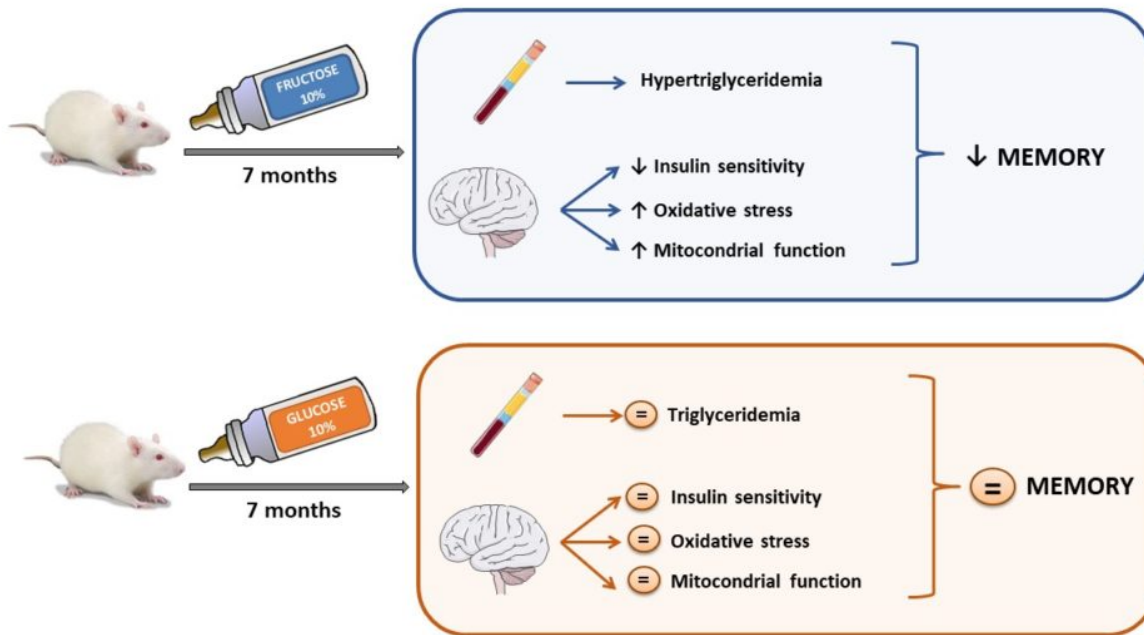 FRUCTOSE
10%
7 months
Hypertriglyceridemia
↓ Insulin sensitivity
↑ Oxidative stress
↑ Mitocondrial function
↓ MEMORY
GLUCOSE
10%
7 months
= Triglyceridemia
= Insulin sensitivity
= Oxidative stress
= Mitocondrial function
= MEMORY